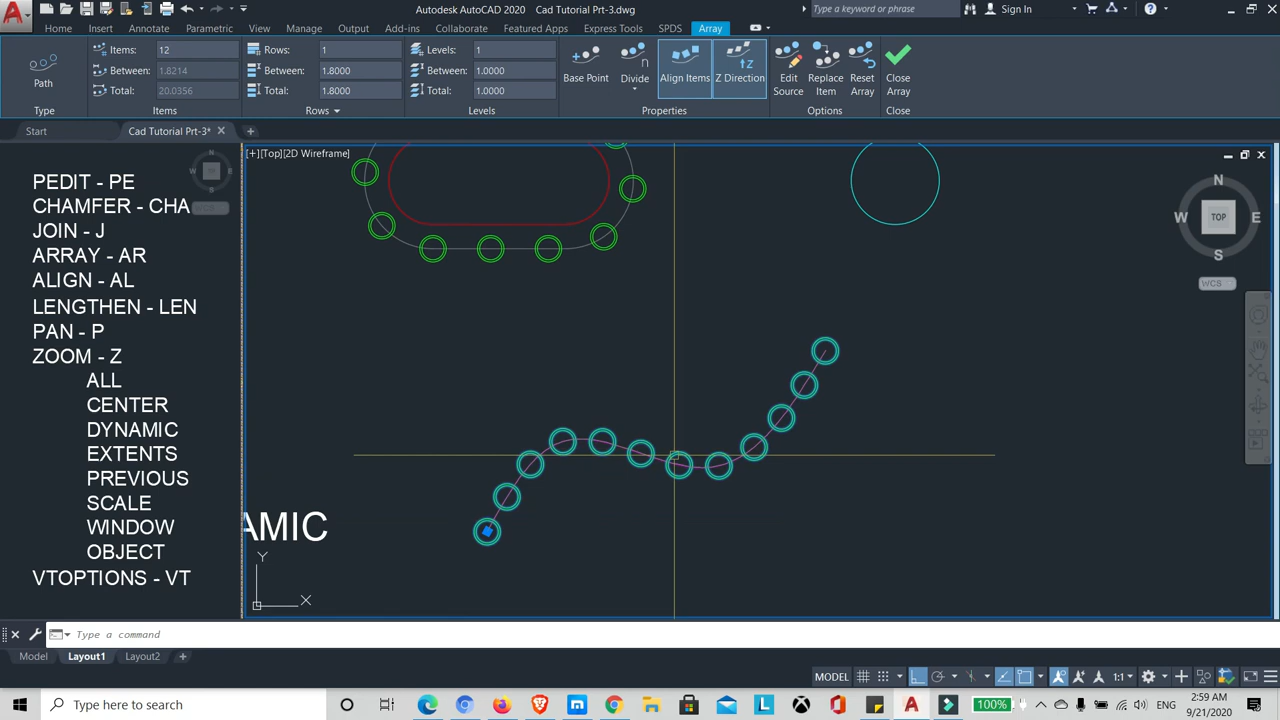 Autodesk AutoCAD 2020 Cad Tutorial Prt-3.dwg
Type a keyword or phrase
Sign In
Home Insert Annotate Parametric View Manage Output Add-ins Collaborate Express Tools Featured Apps SPDS Array
Path
Type
Items: 12
Between: 1.8214
Total: 20.0356
Items
Rows: 1
Between: 1.8000
Total: 1.8000
Rows
Levels: 1
Between: 1.0000
Total: 1.0000
Levels
Base Point
Divide
Align Items
Z Direction
Properties
Edit Source
Replace Item
Reset Array
Options
Close Array
Close
Start
Cad Tutorial Prt-3*
[+][Top][2D Wireframe]
PEDIT - PE
CHAMFER - CHA
JOIN - J
ARRAY - AR
ALIGN - AL
LENGTHEN - LEN
PAN - P
ZOOM - Z
ALL
CENTER
DYNAMIC
EXTENTS
PREVIOUS
SCALE
WINDOW
OBJECT
VTOPTIONS - VT
AMIC
Y
X
N
W
TOP
E
S
WCS
Type a command
Model
Layout1
Layout2
MODEL
1:1
Type here to search
100%
ENG
2:59 AM
9/21/2020